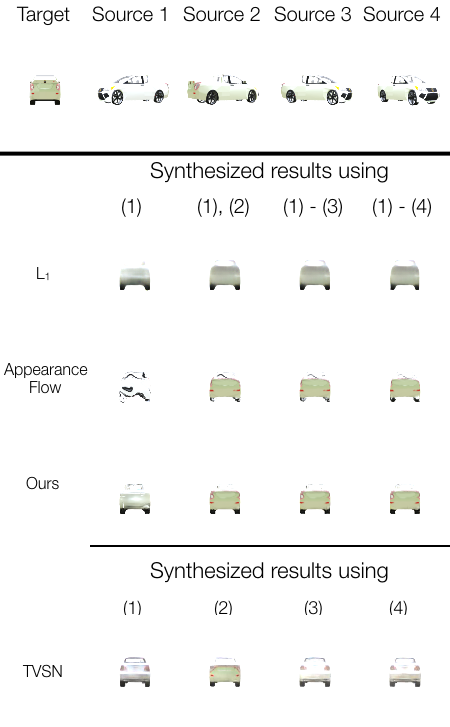 Target Source 1 Source 2 Source 3 Source 4
Synthesized results using
(1) (1), (2) (1) - (3) (1) - (4)
L₁
Appearance
Flow
Ours
Synthesized results using
(1) (2) (3) (4)
TVSN